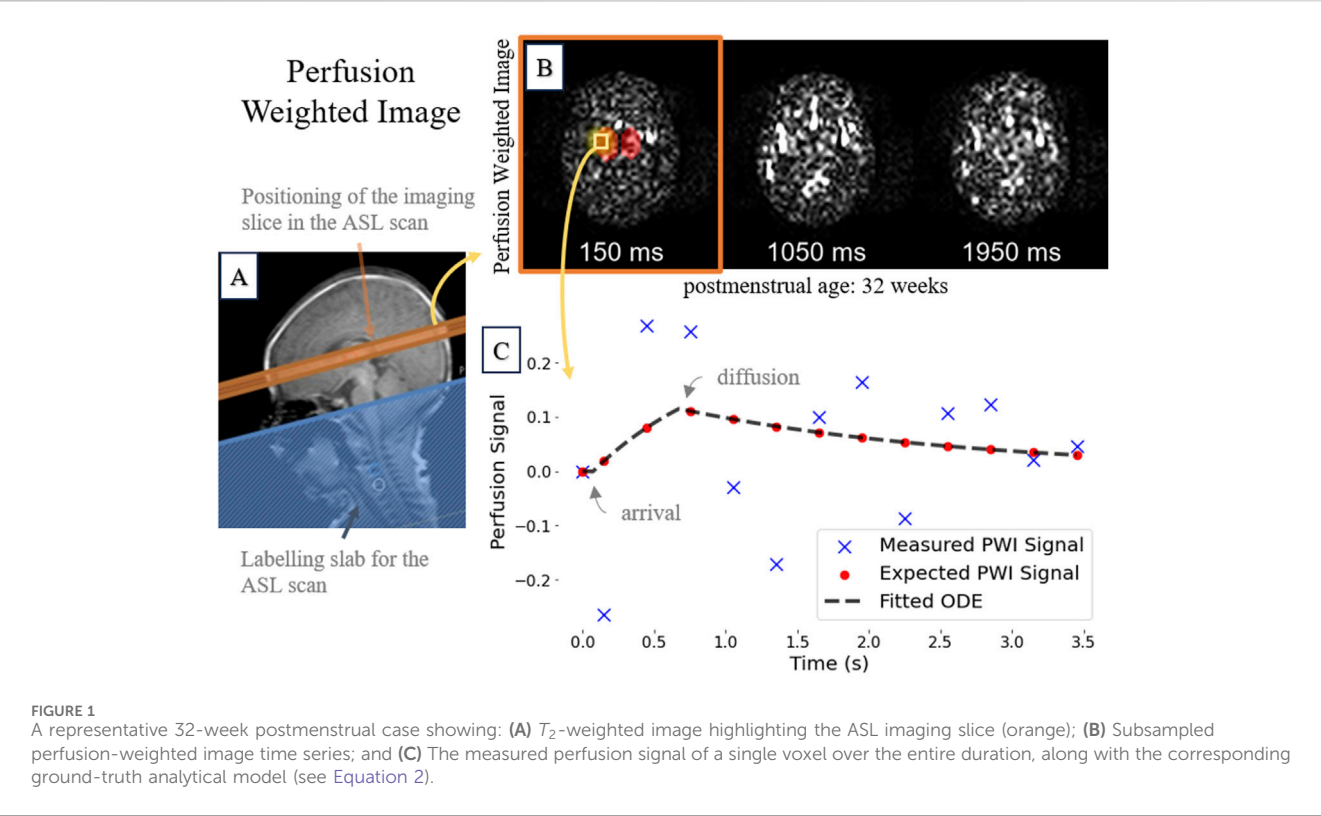 Perfusion
Weighted Image
Positioning of the imaging
slice in the ASL scan
A
P
Labelling slab for the
ASL scan
Perfusion Weighted Image
B
150 ms
1050 ms
1950 ms
postmenstrual age: 32 weeks
C
Perfusion Signal
0.2
0.1
0.0
−0.1
−0.2
diffusion
arrival
Measured PWI Signal
Expected PWI Signal
Fitted ODE
0.0 0.5 1.0 1.5 2.0 2.5 3.0 3.5
Time (s)
FIGURE 1
A representative 32-week postmenstrual case showing: (A) T2-weighted image highlighting the ASL imaging slice (orange); (B) Subsampled
perfusion-weighted image time series; and (C) The measured perfusion signal of a single voxel over the entire duration, along with the corresponding
ground-truth analytical model (see Equation 2).